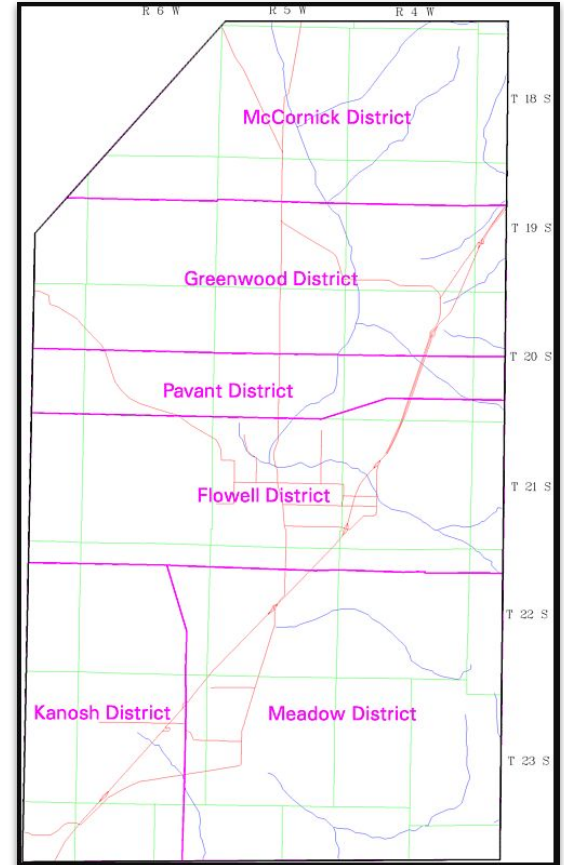 R 6 W R 5 W R 4 W
T 18 S
McCornick District
T 19 S
Greenwood District
T 20 S
Pavant District
T 21 S
Flowell District
T 22 S
Kanosh District Meadow District
T 23 S